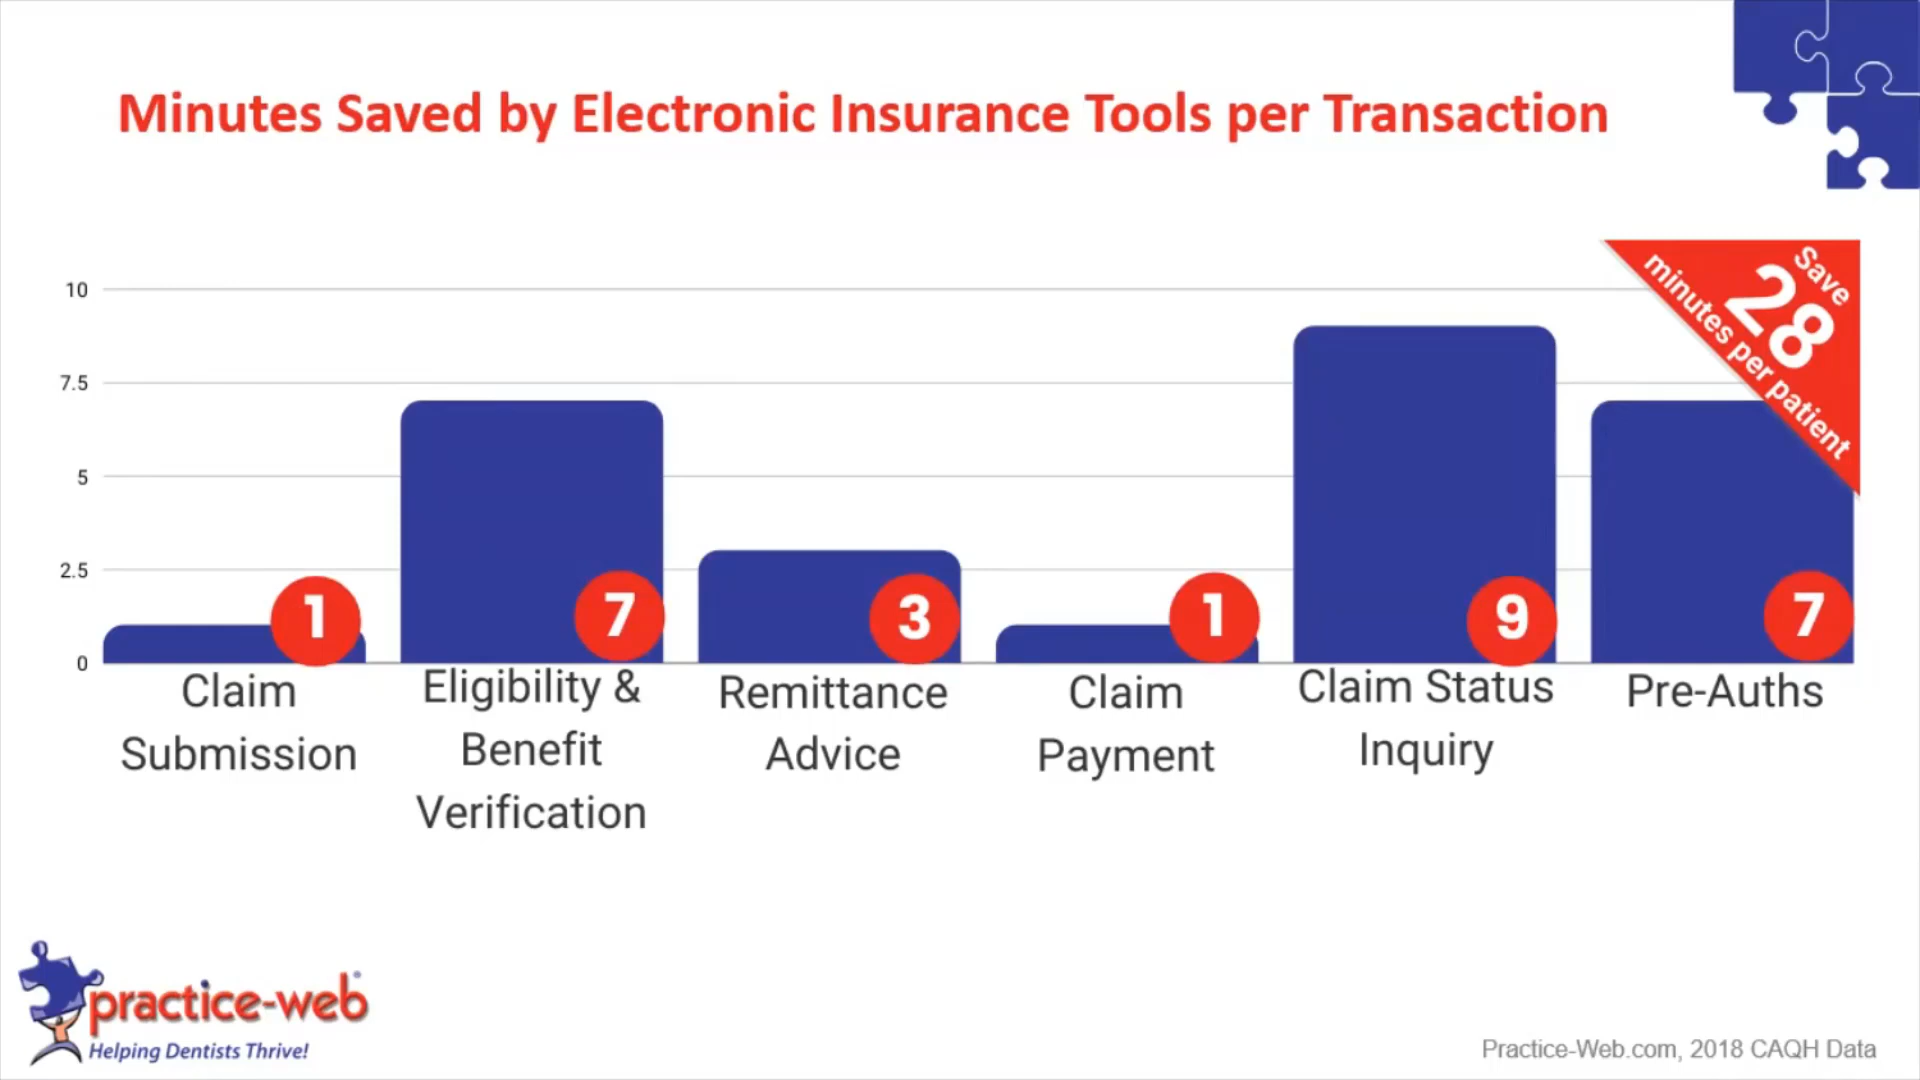 Minutes Saved by Electronic Insurance Tools per Transaction
Save
28
minutes per patient
10
7.5
5
2.5
0
1
7
3
1
9
7
Claim
Submission
Eligibility &
Benefit
Verification
Remittance
Advice
Claim
Payment
Claim Status
Inquiry
Pre-Auths
practice-web
Helping Dentists Thrive!
Practice-Web.com, 2018 CAQH Data